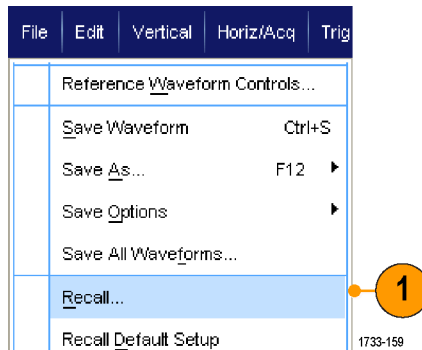 File Edit Vertical Horiz/Acq Trig
Reference Waveform Controls...
Save Waveform Ctrl+S
Save As... F12
Save Options
Save All Waveforms...
Recall...
1
Recall Default Setup
1733-159